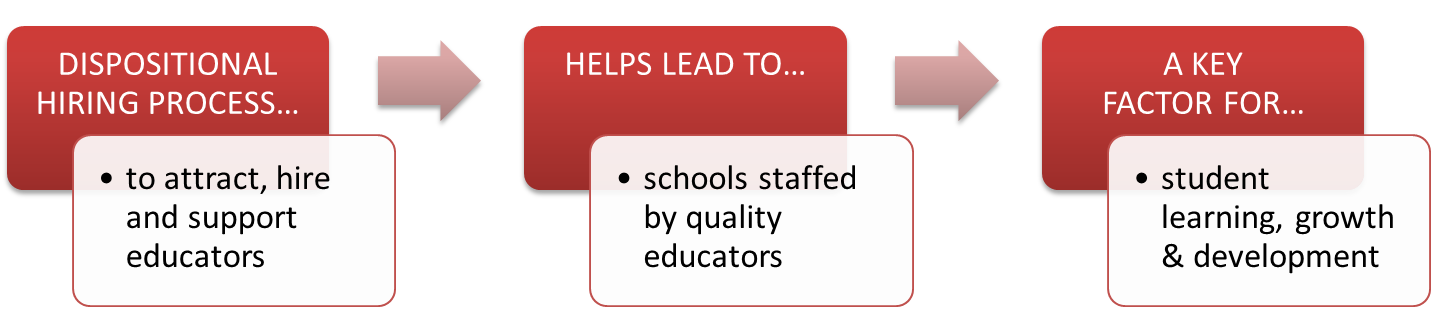 DISPOSITIONAL
HIRING PROCESS…
• to attract, hire
and support
educators
HELPS LEAD TO…
• schools staffed
by quality
educators
A KEY
FACTOR FOR…
• student
learning, growth
& development